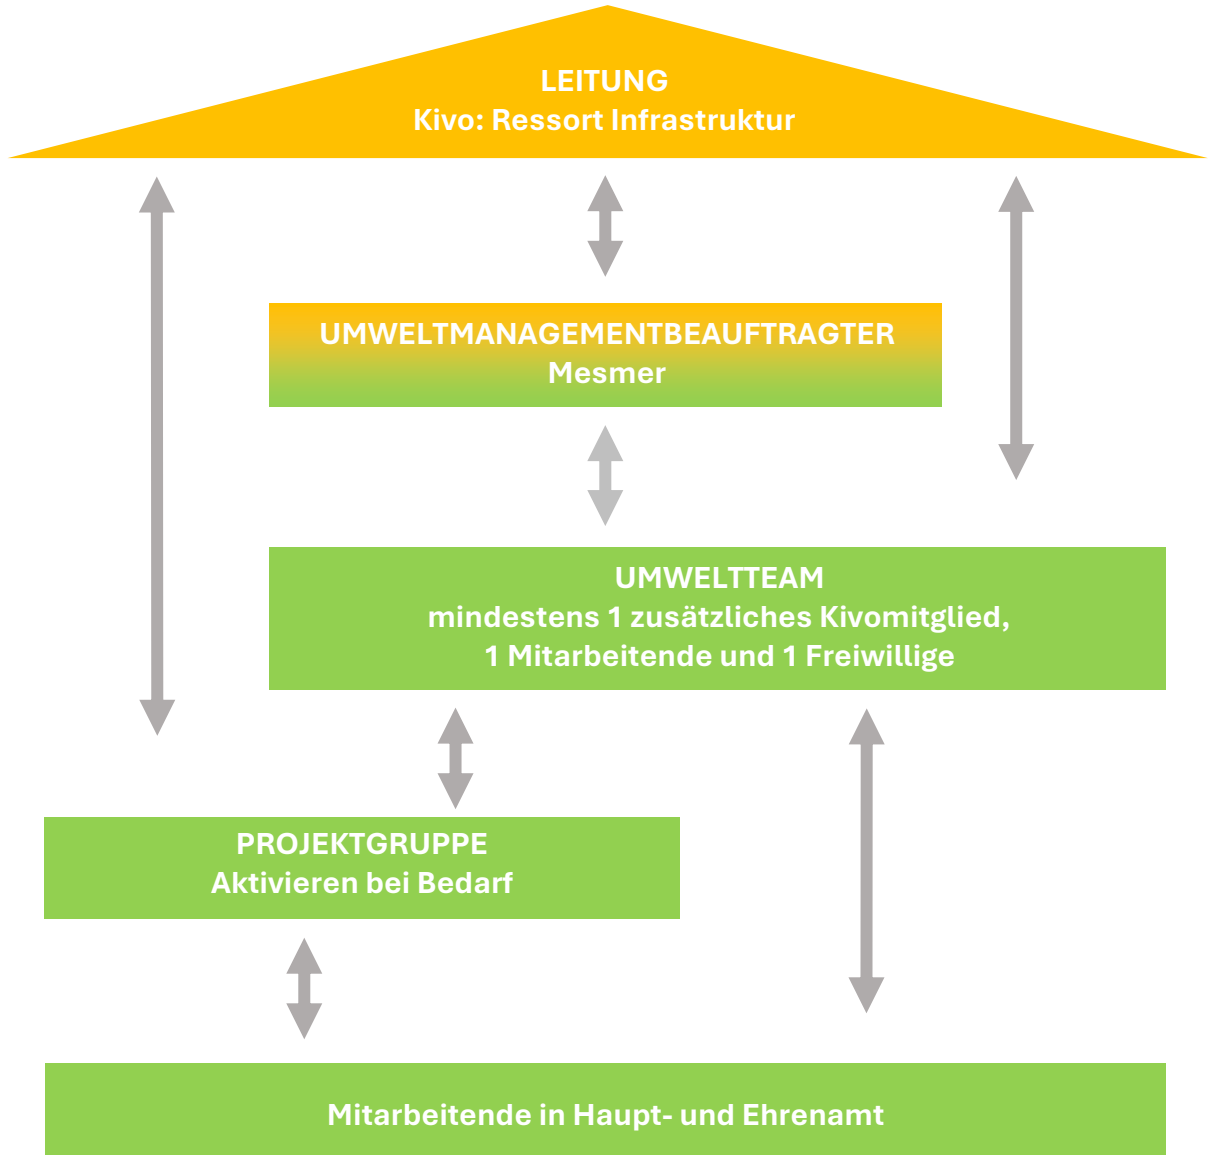 LEITUNG
Kivo: Ressort Infrastruktur
UMWELTMANAGEMENTBEAUFTRAGTER
Mesmer
UMWELTTEAM
mindestens 1 zusätzliches Kivomitglied,
1 Mitarbeitende und 1 Freiwillige
PROJEKTGRUPPE
Aktivieren bei Bedarf
Mitarbeitende in Haupt- und Ehrenamt